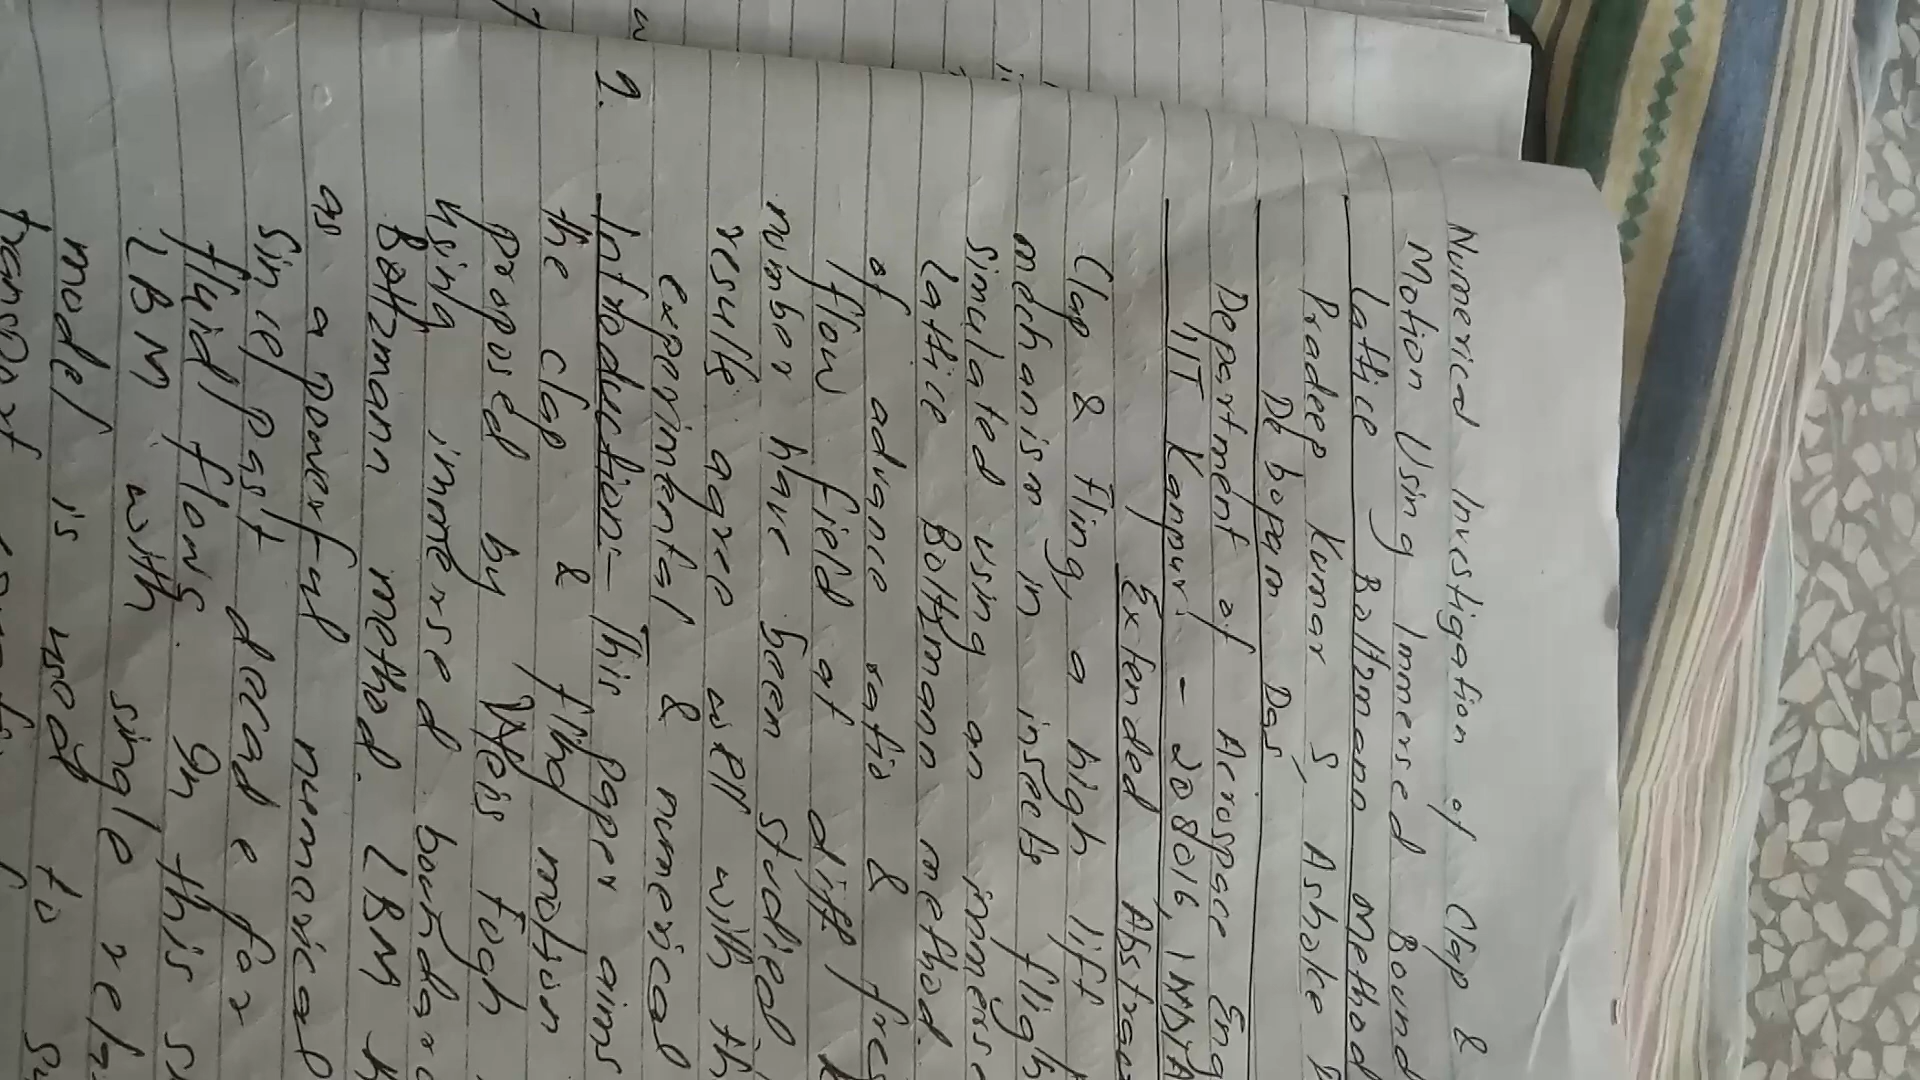 Numerical Investigation of Clap &
Motion Using Immersed Bound
Lattice Boltzmann Method
Pradeep Kumar S, Ashoke
Debopam Das
Department of Aerospace Eng
IIT Kanpur - 208016, INDIA
Extended Abstrac
Clap & Fling, a high lift
mechanism in insects fligh
simulated using an immerse
Lattice Boltzmann method.
of advance ratio &
flow field at diff fre
number have been studied.
results agree well with th
experimental & numerical
1. Introduction:- This paper aims
the clap & fling motion
proposed by Weis Fogh
using immersed boundar
Boltzmann method. LBM h
as a powerful numerical
since past decade for
fluid flows. In this s
LBM with single rela
model is used to s